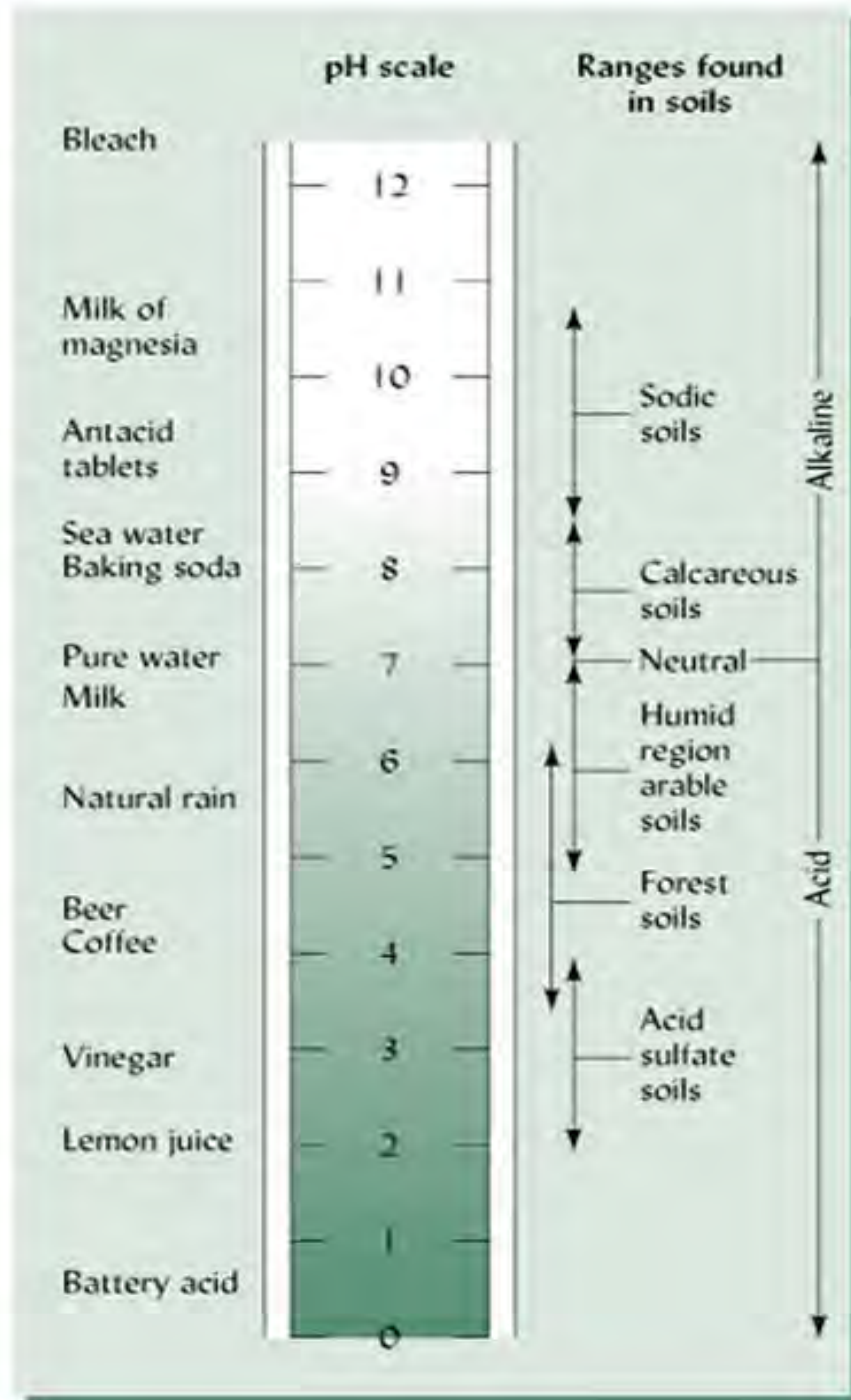 pH scale
Ranges found
in soils
Bleach
Milk of
magnesia
Antacid
tablets
Sea water
Baking soda
Pure water
Milk
Natural rain
Beer
Coffee
Vinegar
Lemon juice
Battery acid
12
11
10
9
8
7
6
5
4
3
2
1
0
Sodic
soils
Calcareous
soils
Neutral
Humid
region
arable
soils
Forest
soils
Acid
sulfate
soils
Alkaline
Acid